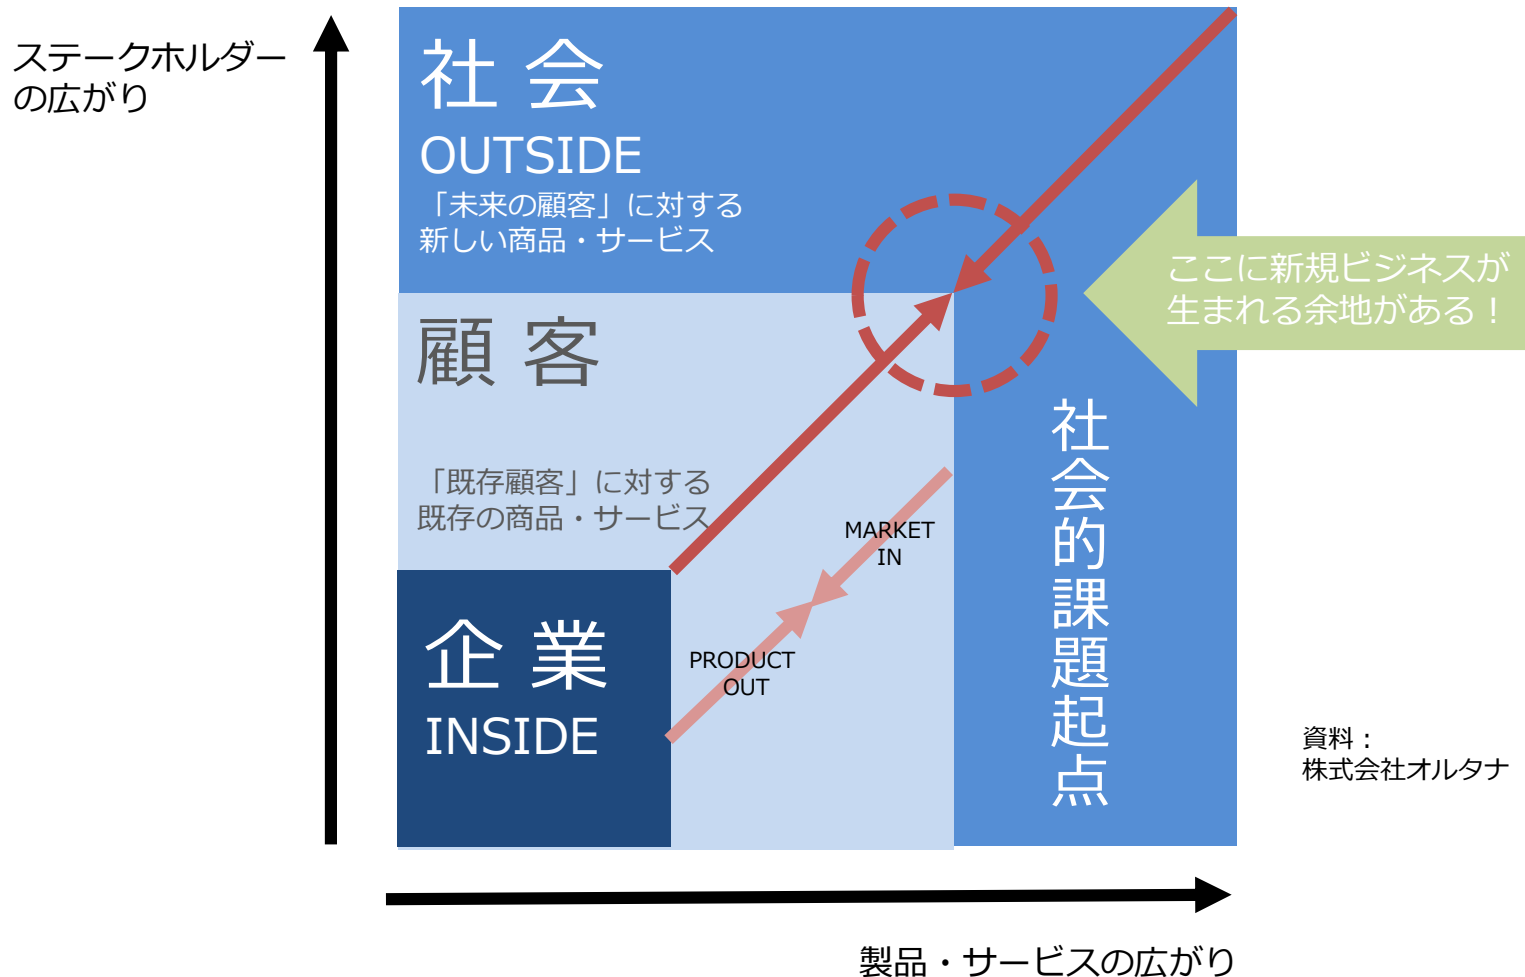 ステークホルダー
の広がり
社 会
OUTSIDE
「未来の顧客」に対する
新しい商品・サービス
ここに新規ビジネスが
生まれる余地がある！
顧 客
「既存顧客」に対する
既存の商品・サービス
MARKET
IN
PRODUCT
OUT
社会的課題起点
企 業
INSIDE
資料：
株式会社オルタナ
製品・サービスの広がり